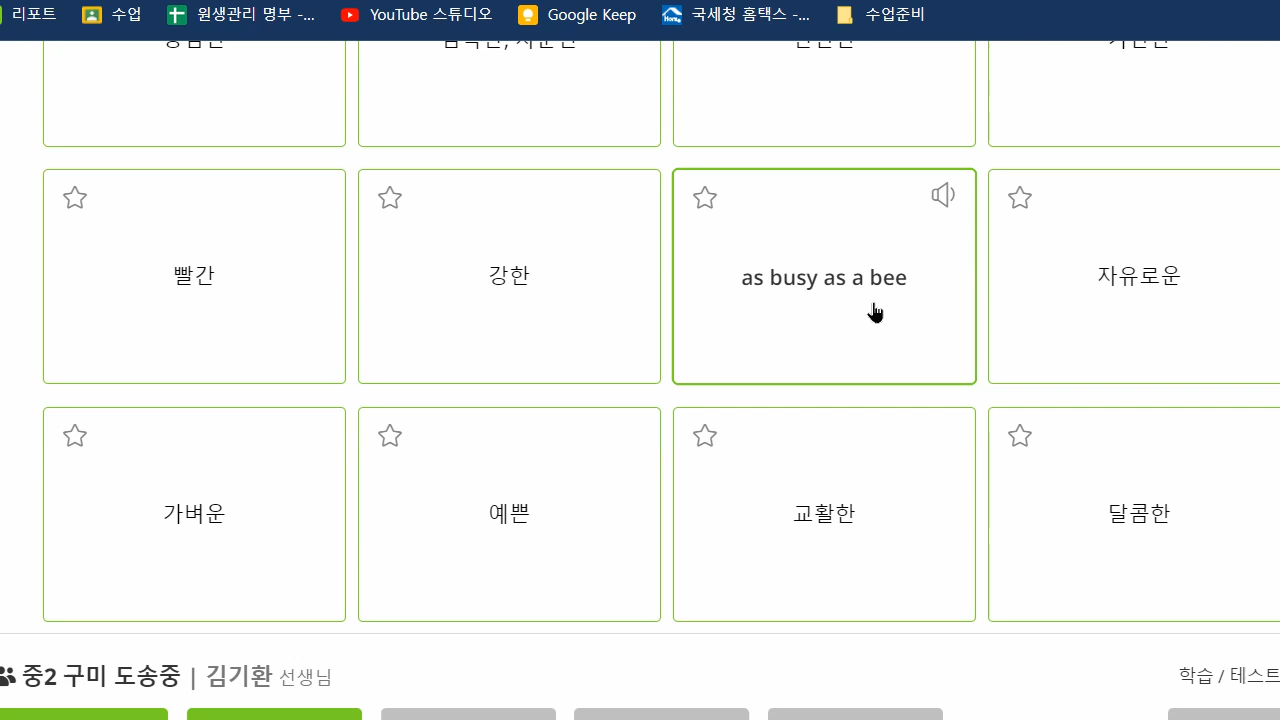 리포트 수업 원생관리 명부 -... YouTube 스튜디오 Google Keep 국세청 홈택스 -... 수업준비
빨간 강한 as busy as a bee 자유로운
가벼운 예쁜 교활한 달콤한
중2 구미 도송중 | 김기환 선생님 학습 / 테스트